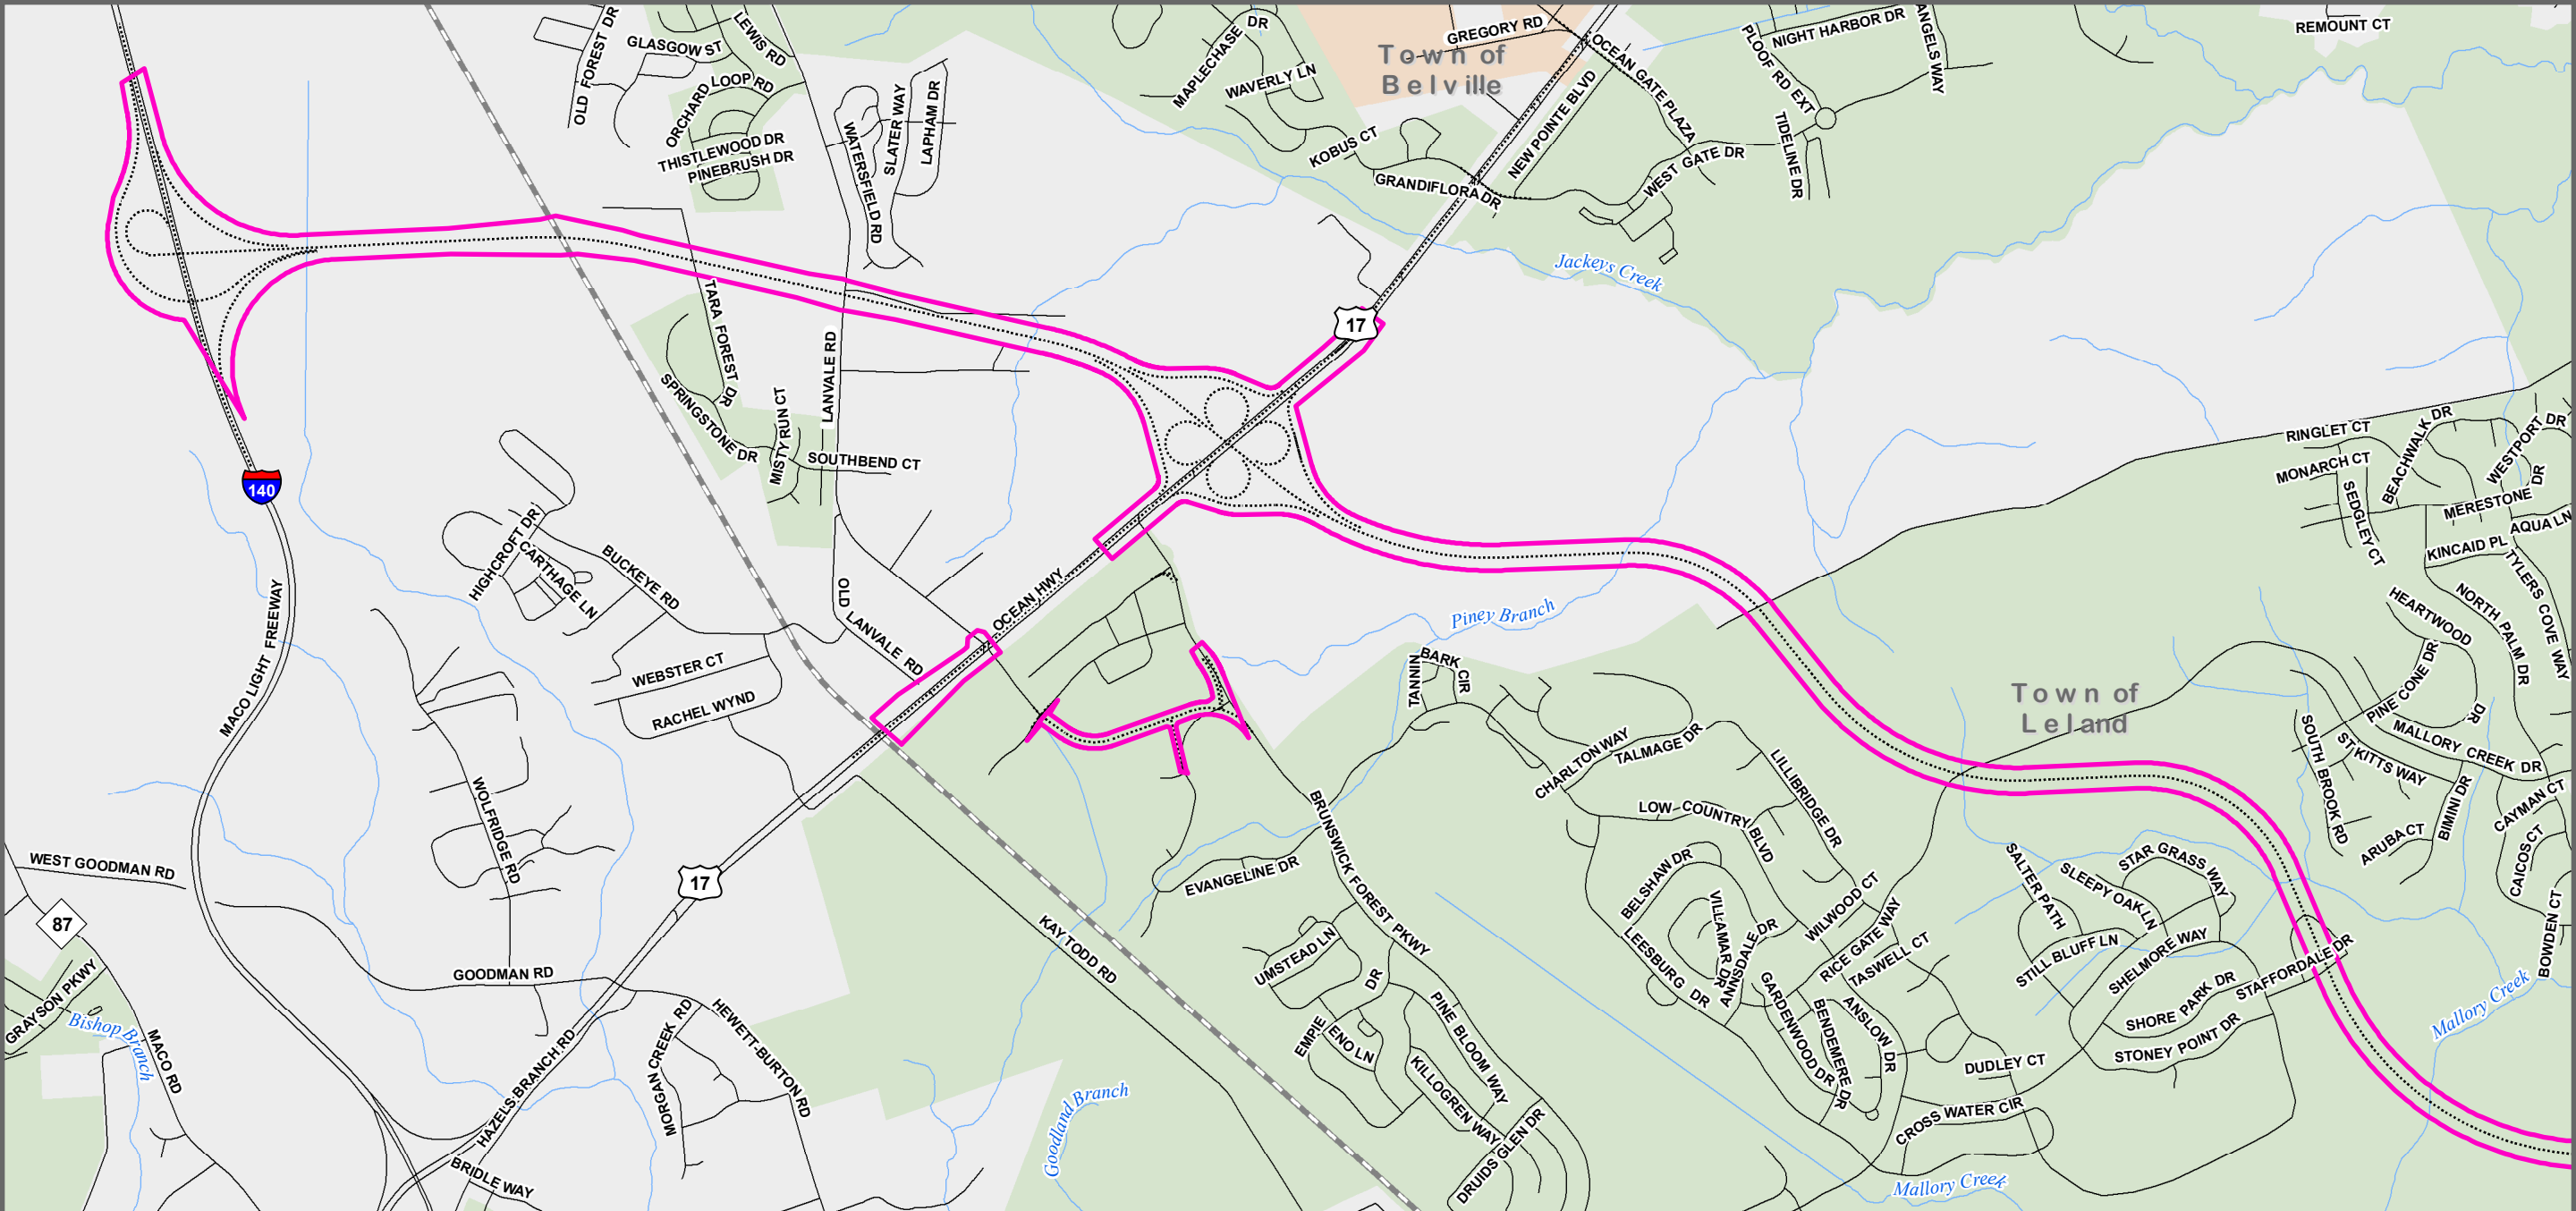 OLD FOREST DR
GLASGOW ST
LEWIS RD
ORCHARD LOOP RD
THISTLEWOOD DR
PINEBRUSH DR
WATERSFIELD RD
SLATER WAY
LAPHAM DR
MAPLECHASE DR
WAVERLY LN
Town of
Belville
GREGORY RD
OCEAN GATE PLAZA
NEW POINTE BLVD
KOBUS CT
GRANDIFLORA DR
WEST GATE DR
PLOOF RD EXT
NIGHT HARBOR DR
ANGELS WAY
TIDELINE DR
REMOUNT CT
Jackeys Creek
17
TARA FOREST DR
SPRINGSTONE DR
MISTY RUN CT
LANVALE RD
SOUTHBEND CT
140
MACO LIGHT FREEWAY
HIGHCROFT DR
CARTHAGE LN
BUCKEYE RD
WEBSTER CT
RACHEL WYND
OLD LANVALE RD
OCEAN HWY
Piney Branch
TANNIN BARK CIR
Town of
Leland
RINGLET CT
MONARCH CT
SEDGLEY CT
BEACHWALK DR
WESTPORT DR
MERESTONE DR
AQUA LN
KINCAID PL
TYLERS COVE WAY
HEARTWOOD DR
NORTH PALM DR
PINE CONE DR
MALLORY CREEK DR
ST KITTS WAY
SOUTH BROOK RD
ARUBA CT
BIMINI DR
CAYMAN CT
CAICOS CT
BOWDEN CT
Mallory Creek
CHARLTON WAY
TALMAGE DR
LILLIBRIDGE DR
LOW COUNTRY BLVD
BELSHAW DR
VILLAMAR DR
ANNSDALE DR
LEESBURG DR
WILWOOD CT
RICE GATE WAY
TASWELL CT
GARDENWOOD DR
BENDEMERE DR
ANSLOW DR
DUDLEY CT
CROSS WATER CIR
Mallory Creek
SALTER PATH
SLEEPY OAK LN
STAR GRASS WAY
STILL BLUFF LN
SHELMORE WAY
SHORE PARK DR
STAFFORDALE DR
STONEY POINT DR
BRUNSWICK FOREST PKWY
EVANGELINE DR
UMSTEAD LN
EMPIE DR
ENO LN
PINE BLOOM WAY
KILLOGREN WAY
DRUIDS GLEN DR
KAY TODD RD
Goodland Branch
WOLFRIDGE RD
17
WEST GOODMAN RD
87
GRAYSON PKWY
Bishop Branch
MACO RD
GOODMAN RD
HAZELS BRANCH RD
MORGAN CREEK RD
HEWETT-BURTON RD
BRIDLE WAY